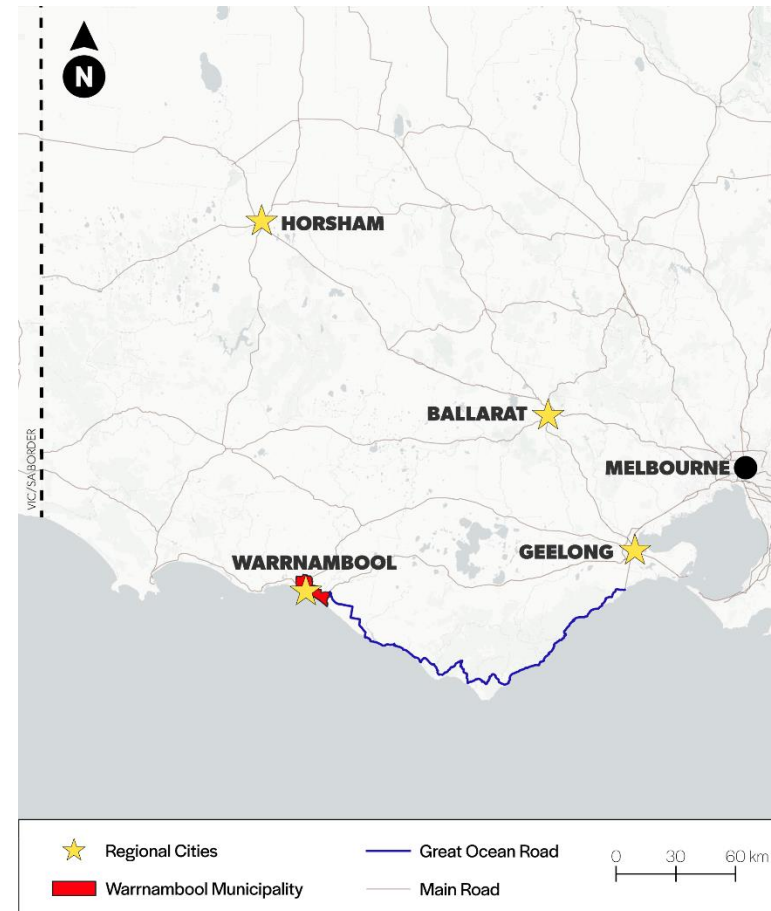 N
HORSHAM
BALLARAT
MELBOURNE
VIC/SA BORDER
GEELONG
WARRNAMBOOL
Regional Cities
Great Ocean Road
0 30 60 km
Warrnambool Municipality
Main Road